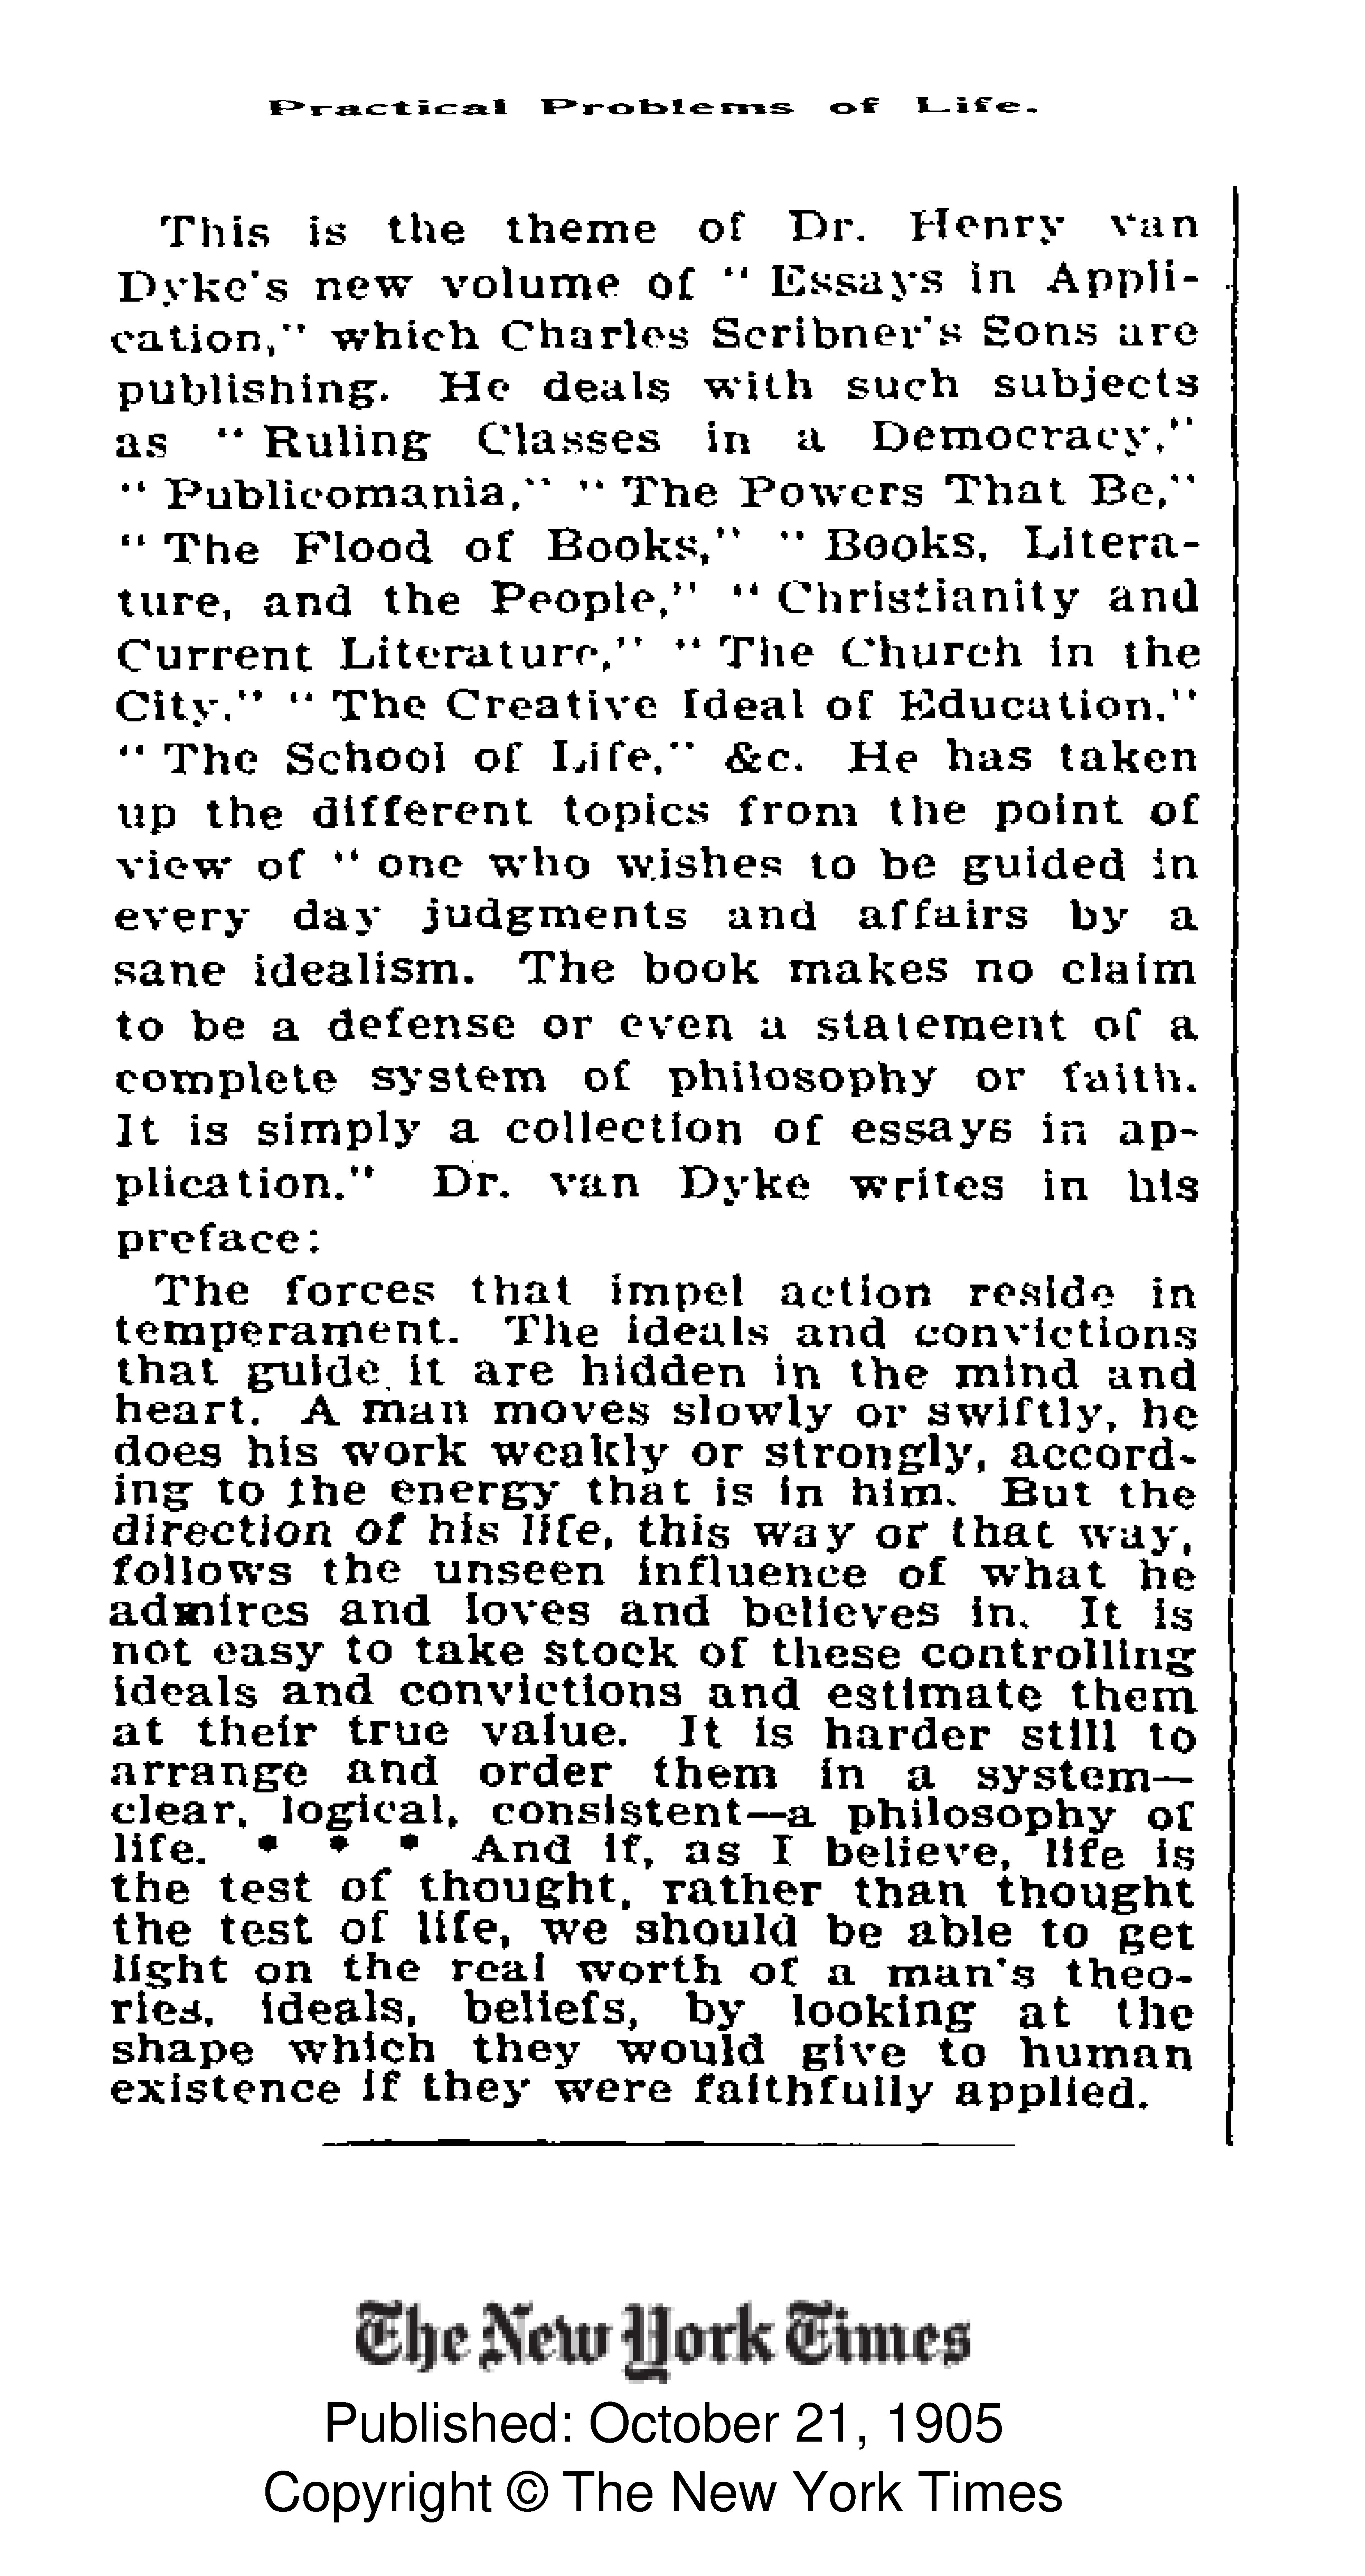 Practical Problems of Life.
This is the theme of Dr. Henry van
Dyke's new volume of " Essays in Appli-
cation," which Charles Scribner's Sons are
publishing. He deals with such subjects
as " Ruling Classes in a Democracy,"
" Publicomania," " The Powers That Be,"
" The Flood of Books," " Books, Litera-
ture, and the People," " Christianity and
Current Literature," " The Church in the
City," " The Creative Ideal of Education,"
" The School of Life," &c. He has taken
up the different topics from the point of
view of " one who wishes to be guided in
every day judgments and affairs by a
sane idealism. The book makes no claim
to be a defense or even a statement of a
complete system of philosophy or faith.
It is simply a collection of essays in ap-
plication." Dr. van Dyke writes in his
preface:
The forces that impel action reside in
temperament. The ideals and convictions
that guide it are hidden in the mind and
heart. A man moves slowly or swiftly, he
does his work weakly or strongly, accord-
ing to the energy that is in him. But the
direction of his life, this way or that way,
follows the unseen influence of what he
admires and loves and believes in. It is
not easy to take stock of these controlling
ideals and convictions and estimate them
at their true value. It is harder still to
arrange and order them in a system—
clear, logical, consistent—a philosophy of
life. * * * And if, as I believe, life is
the test of thought, rather than thought
the test of life, we should be able to get
light on the real worth of a man's theo-
ries, ideals, beliefs, by looking at the
shape which they would give to human
existence if they were faithfully applied.
The New York Times
Published: October 21, 1905
Copyright © The New York Times